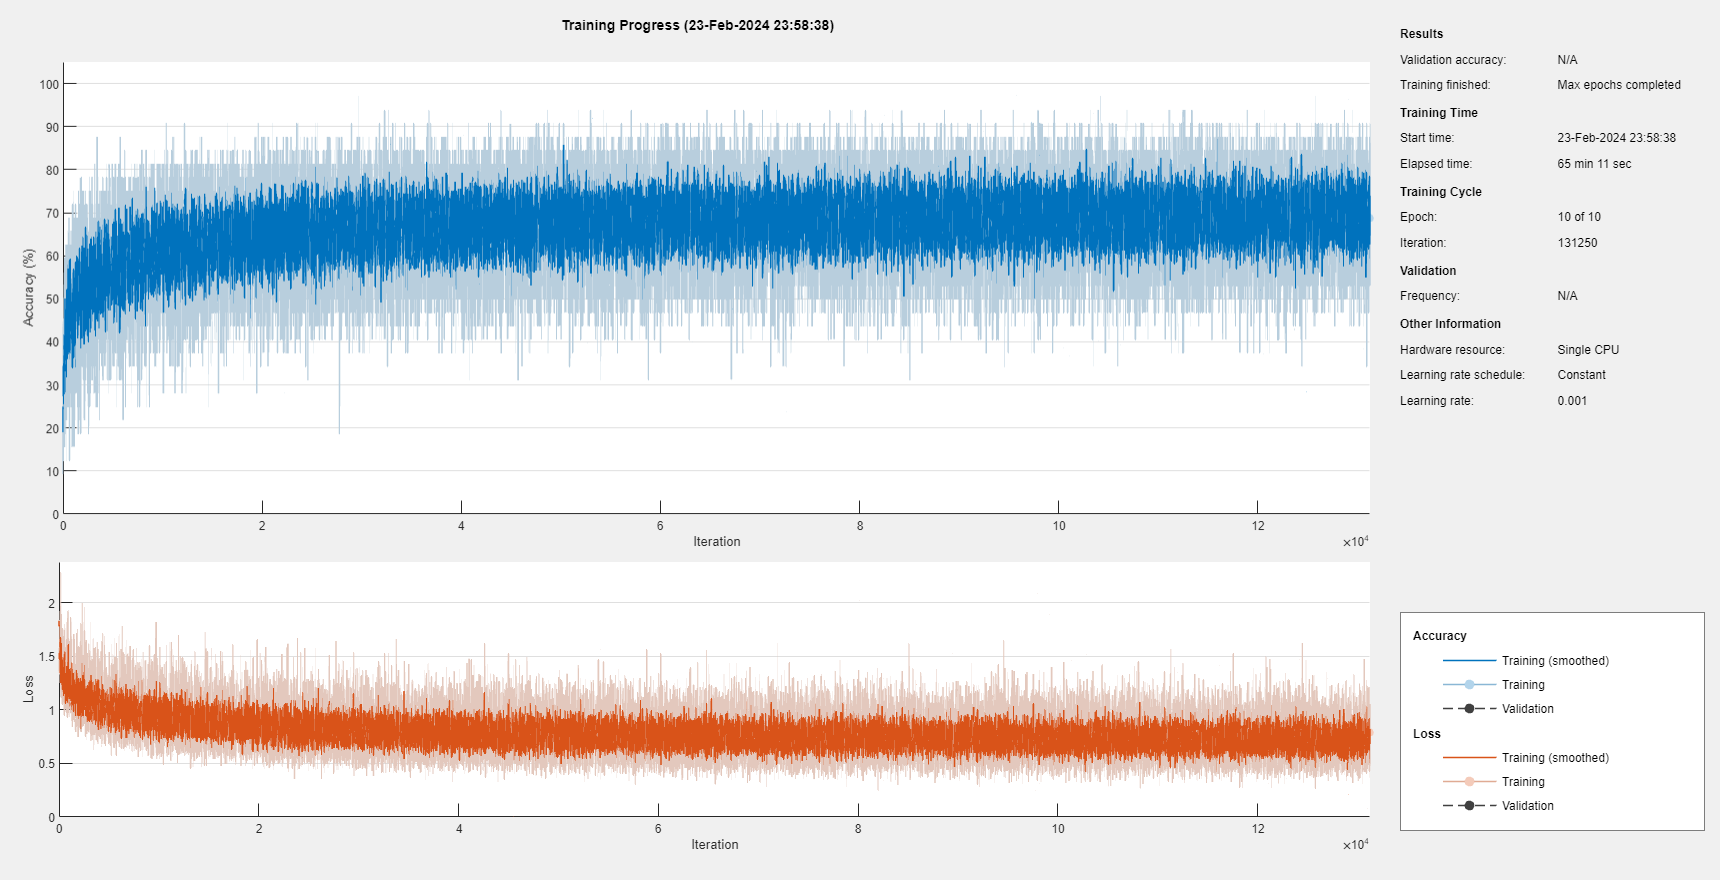 Training Progress (23-Feb-2024 23:58:38)
Accuracy (%)
100
90
80
70
60
50
40
30
20
10
0
0 2 4 6 8 10 12
Iteration
×10⁴
Loss
2
1.5
1
0.5
0
0 2 4 6 8 10 12
Iteration
×10⁴
Results
Validation accuracy: N/A
Training finished: Max epochs completed
Training Time
Start time: 23-Feb-2024 23:58:38
Elapsed time: 65 min 11 sec
Training Cycle
Epoch: 10 of 10
Iteration: 131250
Validation
Frequency: N/A
Other Information
Hardware resource: Single CPU
Learning rate schedule: Constant
Learning rate: 0.001
Accuracy
Training (smoothed)
Training
Validation
Loss
Training (smoothed)
Training
Validation